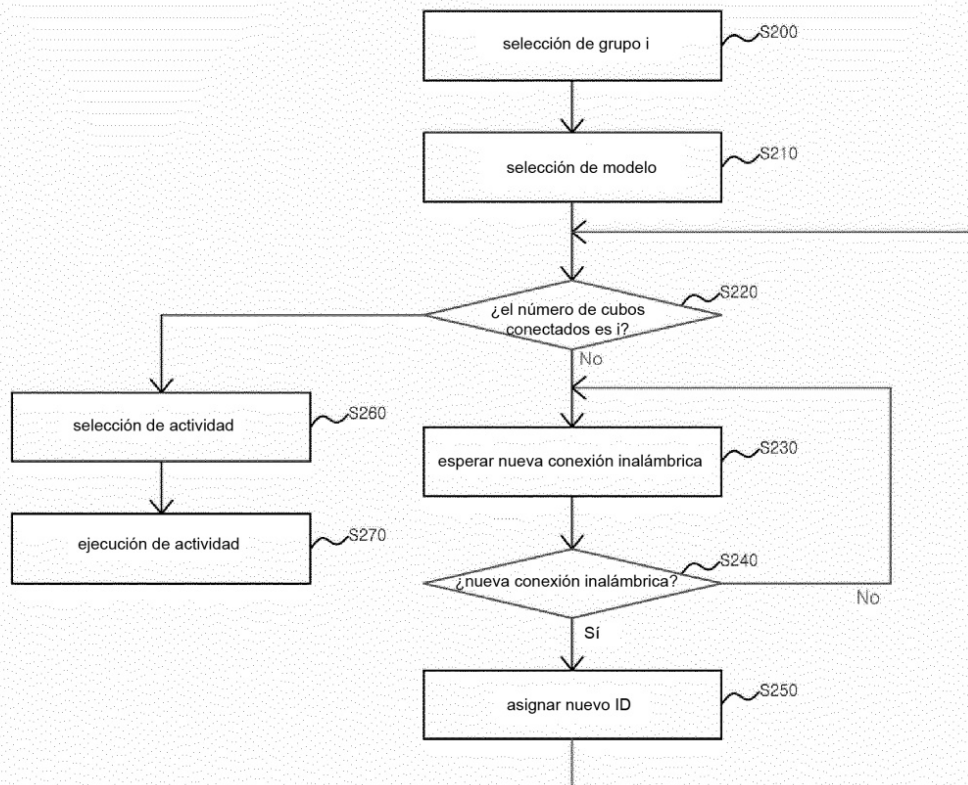 selección de grupo i
S200
selección de modelo
S210
¿el número de cubos
conectados es i?
S220
No
selección de actividad
S260
esperar nueva conexión inalámbrica
S230
ejecución de actividad
S270
¿nueva conexión inalámbrica?
S240
No
Sí
asignar nuevo ID
S250